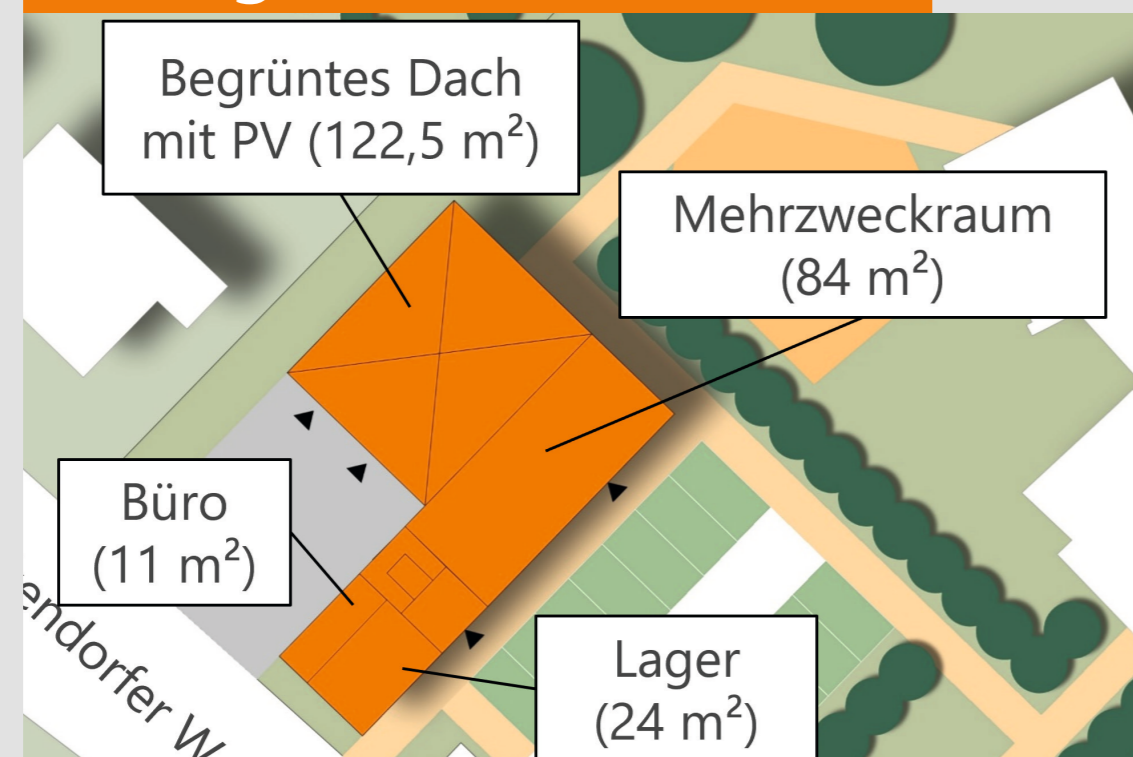 Begrüntes Dach
mit PV (122,5 m²)
Mehrzweckraum
(84 m²)
Büro
(11 m²)
Lager
(24 m²)
endorfer W